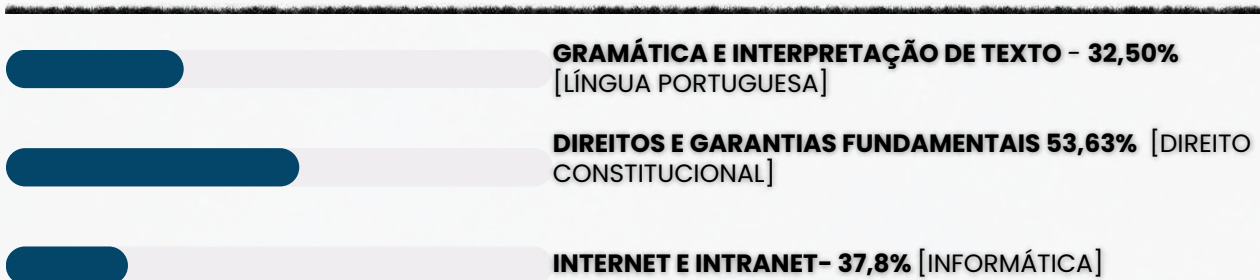 GRAMÁTICA E INTERPRETAÇÃO DE TEXTO - 32,50%
[LÍNGUA PORTUGUESA]
DIREITOS E GARANTIAS FUNDAMENTAIS 53,63% [DIREITO
CONSTITUCIONAL]
INTERNET E INTRANET- 37,8% [INFORMÁTICA]